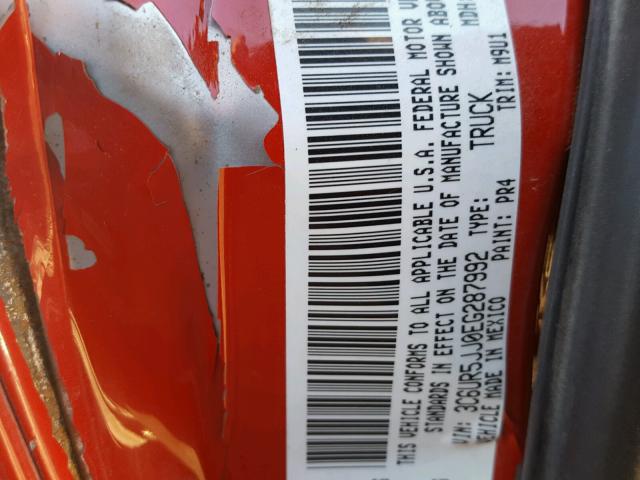 THIS VEHICLE CONFORMS TO ALL APPLICABLE U.S.A. FEDERAL MOTOR
STANDARDS IN EFFECT ON THE DATE OF MANUFACTURE SHOWN
VIN: 3C6UR5JJ0EG287992 TYPE: TRUCK
VEHICLE MADE IN MEXICO PAINT: PR4 TRIM: M9U1